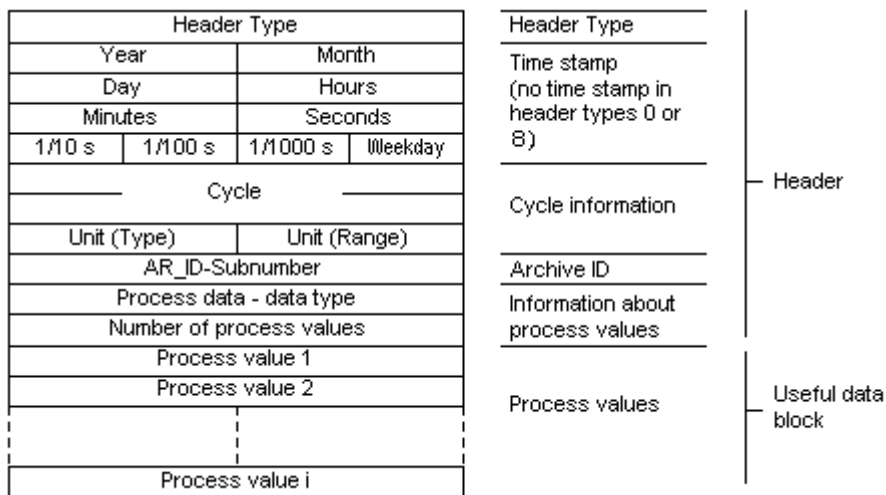 Header Type
Year Month
Day Hours
Minutes Seconds
1/10 s 1/100 s 1/1000 s Weekday
Cycle
Unit (Type) Unit (Range)
AR_ID-Subnumber
Process data - data type
Number of process values
Process value 1
Process value 2
Process value i
Header Type
Time stamp
(no time stamp in
header types 0 or
8)
Cycle information
Archive ID
Information about
process values
Process values
Header
Useful data
block